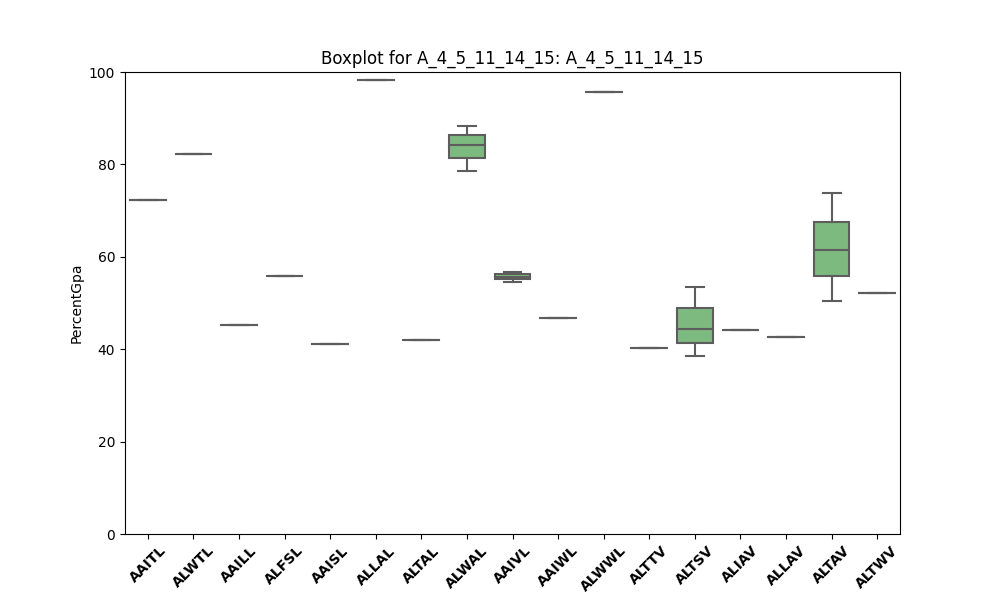 Boxplot for A_4_5_11_14_15: A_4_5_11_14_15
100
80
60
40
20
0
PercentGpa
AAITL
ALWTL
AAILL
ALFSL
AAISL
ALLAL
ALTAL
ALWAL
AAIVL
AAIWL
ALWWL
ALTTV
ALTSV
ALIAV
ALLAV
ALTAV
ALTWV